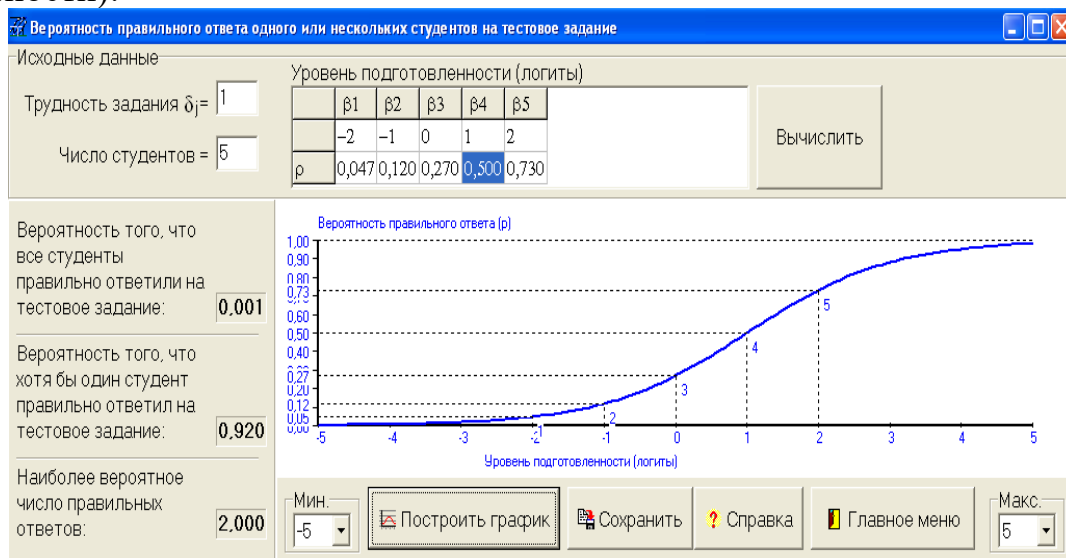 Вероятность правильного ответа одного или нескольких студентов на тестовое задание
Исходные данные
Трудность задания δj= 1
Число студентов = 5
Уровень подготовленности (логиты)
β1 β2 β3 β4 β5
–2 –1 0 1 2
ρ 0,047 0,120 0,270 0,500 0,730
Вычислить
Вероятность того, что
все студенты
правильно ответили на
тестовое задание: 0,001
Вероятность того, что
хотя бы один студент
правильно ответил на
тестовое задание: 0,920
Наиболее вероятное
число правильных
ответов: 2,000
Вероятность правильного ответа (р)
1,00
0,90
0,80
0,73
0,60
0,50
0,40
0,27
0,20
0,12
0,05
0,00
1 2 3 4 5
-5 -4 -3 -2 -1 0 1 2 3 4 5
Уровень подготовленности (логиты)
Мин.
-5
Построить график
Сохранить
? Справка
Главное меню
Макс.
5